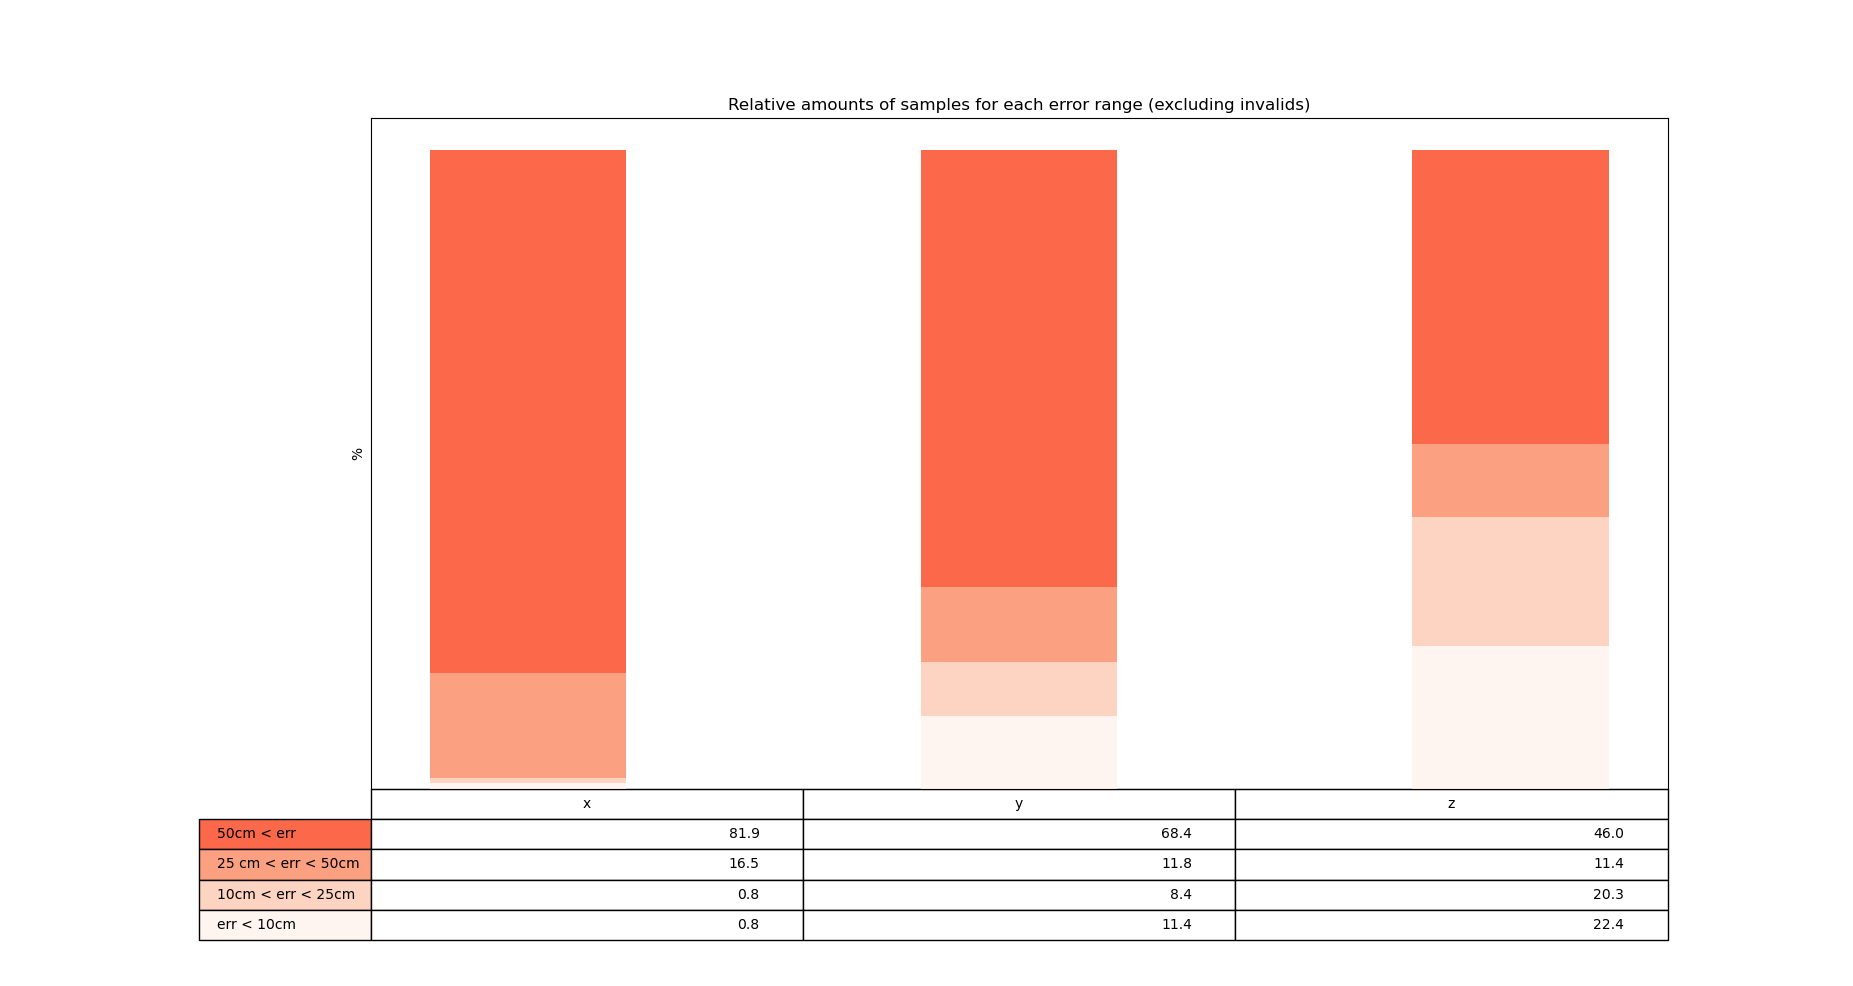 Relative amounts of samples for each error range (excluding invalids)
%
x y z
50cm < err 81.9 68.4 46.0
25 cm < err < 50cm 16.5 11.8 11.4
10cm < err < 25cm 0.8 8.4 20.3
err < 10cm 0.8 11.4 22.4